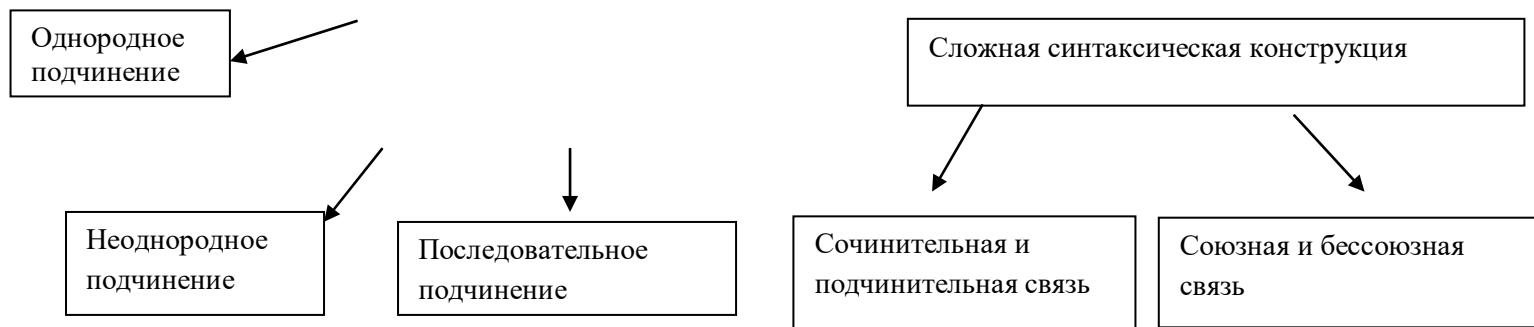 Однородное
подчинение
Сложная синтаксическая конструкция
Неоднородное
подчинение
Последовательное
подчинение
Сочинительная и
подчинительная связь
Союзная и бессоюзная
связь